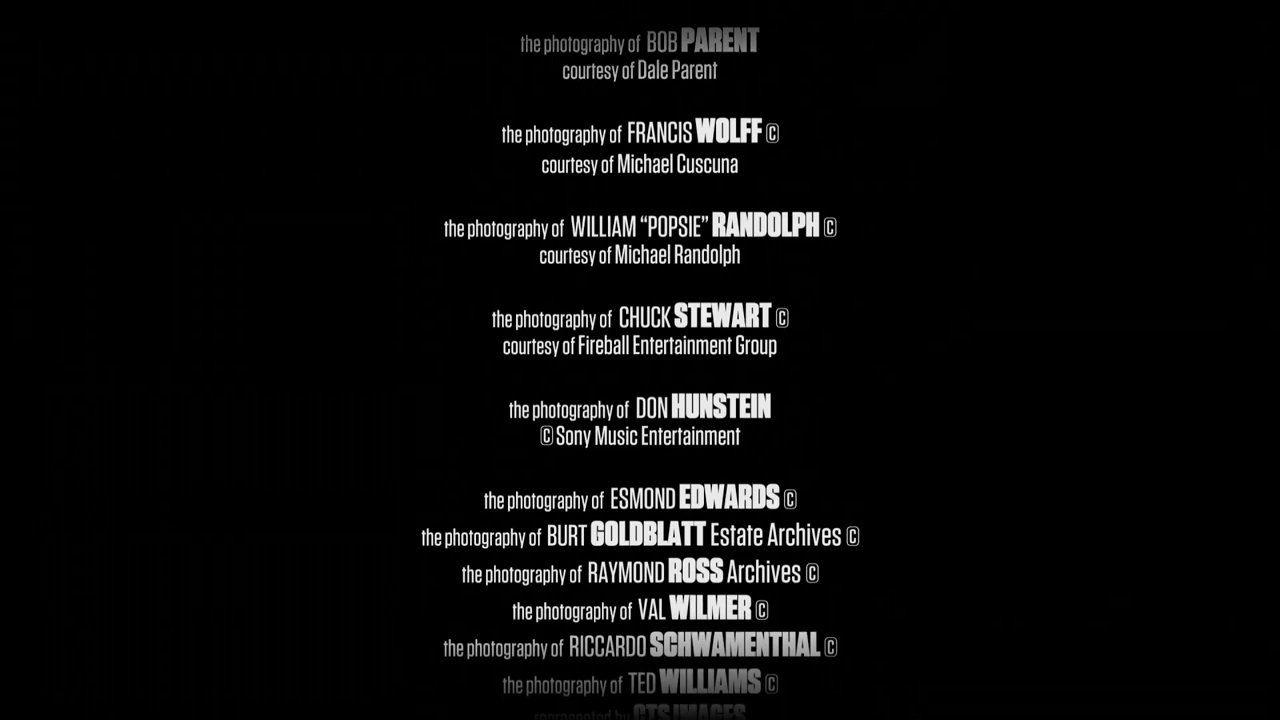 the photography of BOB PARENT
courtesy of Dale Parent
the photography of FRANCIS WOLFF ©
courtesy of Michael Cuscuna
the photography of WILLIAM “POPSIE” RANDOLPH ©
courtesy of Michael Randolph
the photography of CHUCK STEWART ©
courtesy of Fireball Entertainment Group
the photography of DON HUNSTEIN
© Sony Music Entertainment
the photography of ESMOND EDWARDS ©
the photography of BURT GOLDBLATT Estate Archives ©
the photography of RAYMOND ROSS Archives ©
the photography of VAL WILMER ©
the photography of RICCARDO SCHWAMENTHAL ©
the photography of TED WILLIAMS ©
represented by CTS IMAGES